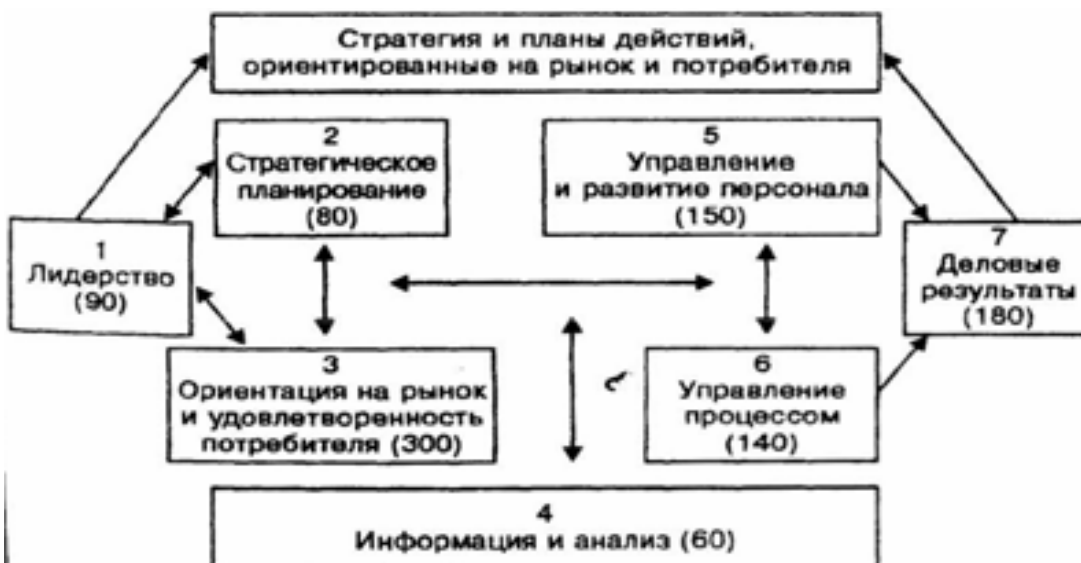 Стратегия и планы действий,
ориентированные на рынок и потребителя
2
Стратегическое
планирование
(80)
5
Управление
и развитие персонала
(150)
1
Лидерство
(90)
7
Деловые
результаты
(180)
3
Ориентация на рынок
и удовлетворенность
потребителя (300)
6
Управление
процессом
(140)
4
Информация и анализ (60)